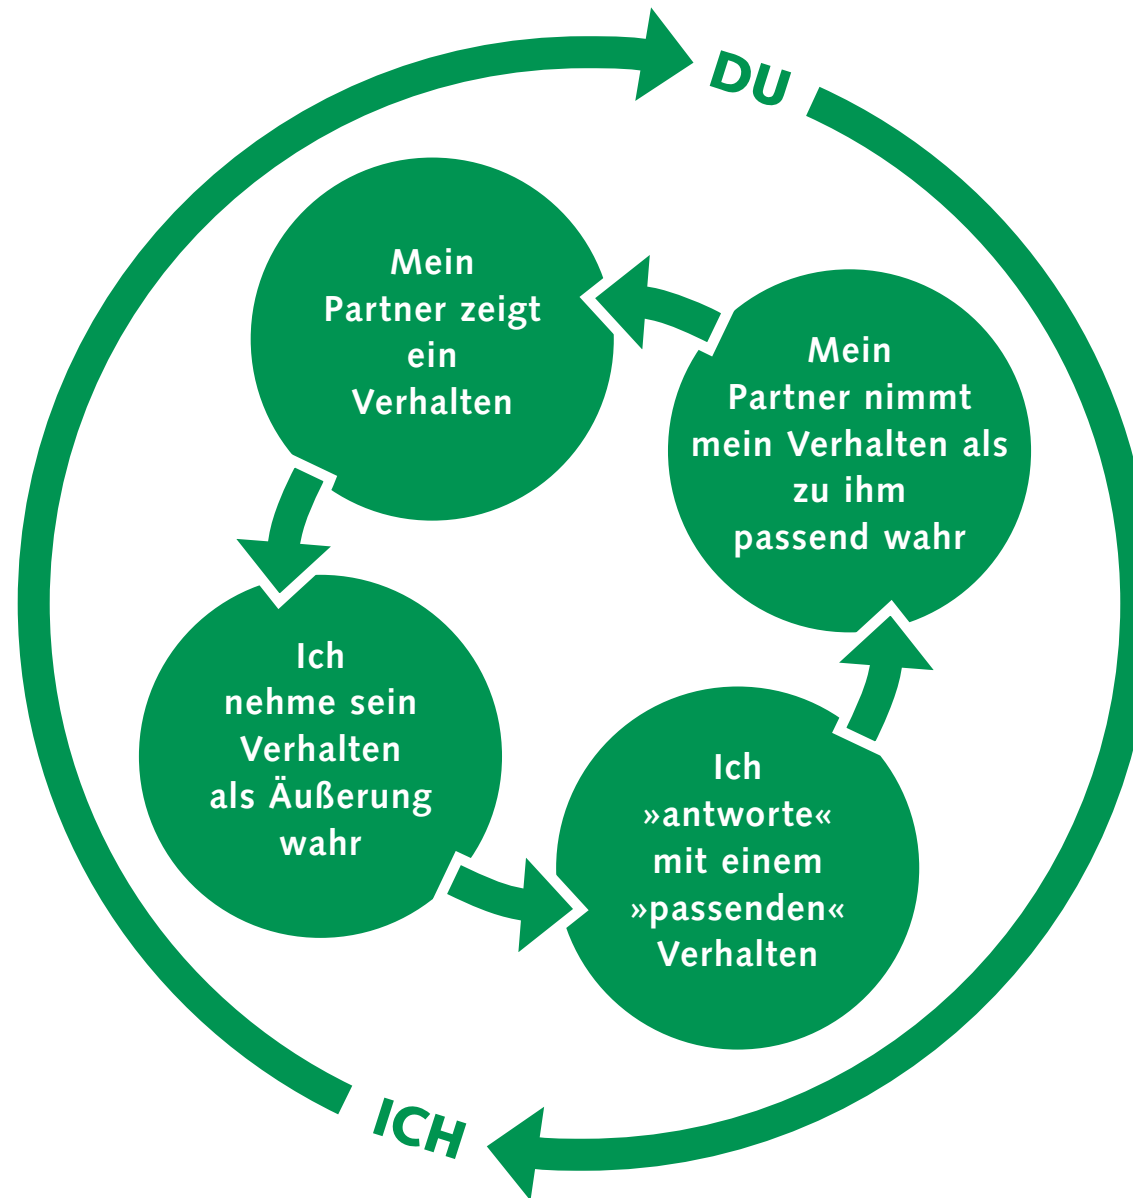 DU
Mein
Partner zeigt
ein
Verhalten
Mein
Partner nimmt
mein Verhalten als
zu ihm
passend wahr
Ich
nehme sein
Verhalten
als Äußerung
wahr
Ich
»antworte«
mit einem
»passenden«
Verhalten
ICH